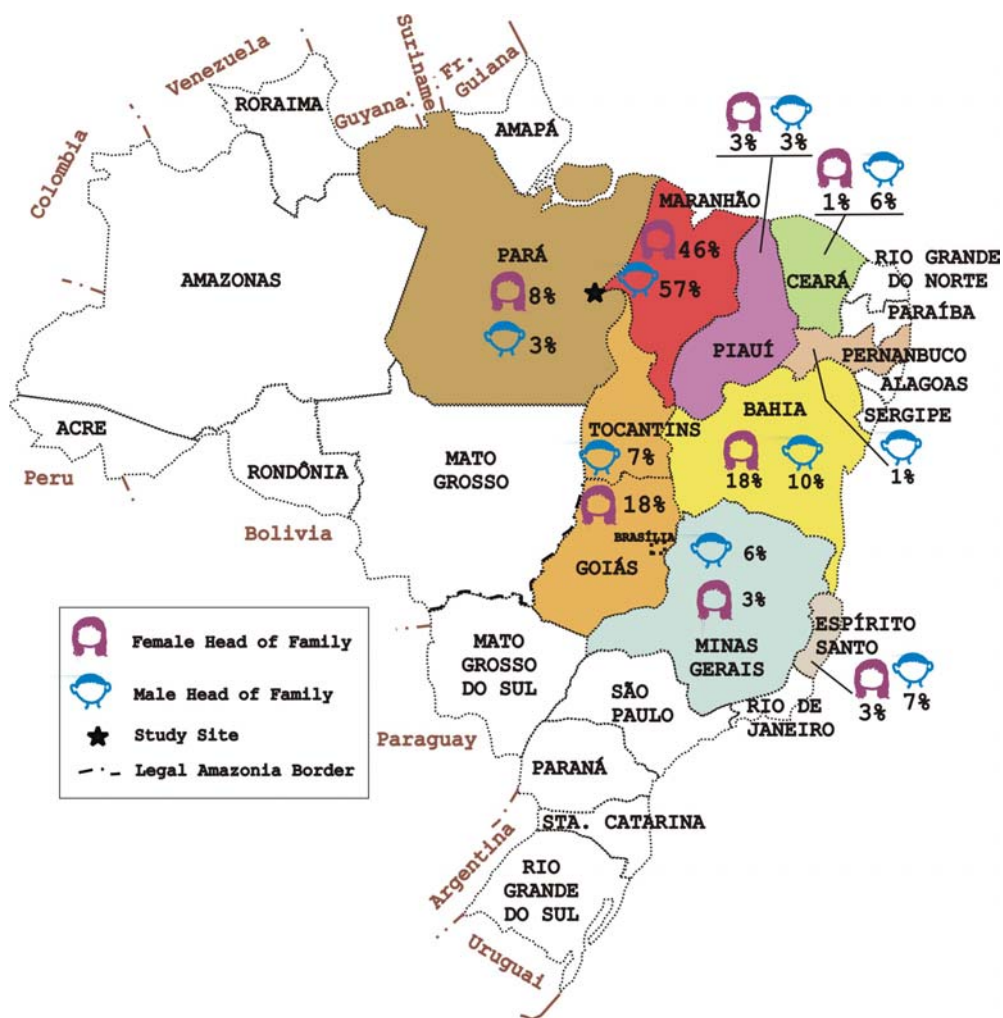 Venezuela
Suriname
Fr.
Guiana
Guyana
RORAIMA
AMAPÁ
Colombia
3% 3%
1% 6%
MARANHÃO
46%
57%
PARÁ
8%
3%
AMAZONAS
CEARÁ
RIO GRANDE
DO NORTE
PARAÍBA
PIAUÍ
PERNANBUCO
ALAGOAS
SERGIPE
1%
BAHIA
18% 10%
ACRE
Peru
RONDÔNIA
Bolivia
MATO
GROSSO
TOCANTINS
7%
18%
BRASÍLIA
GOIÁS
6%
3%
MINAS
GERAIS
ESPÍRITO
SANTO
3% 7%
RIO DE
JANEIRO
MATO
GROSSO
DO SUL
SÃO
PAULO
Paraguay
PARANÁ
STA. CATARINA
Argentina
RIO
GRANDE
DO SUL
Uruguai
Female Head of Family
Male Head of Family
Study Site
Legal Amazonia Border